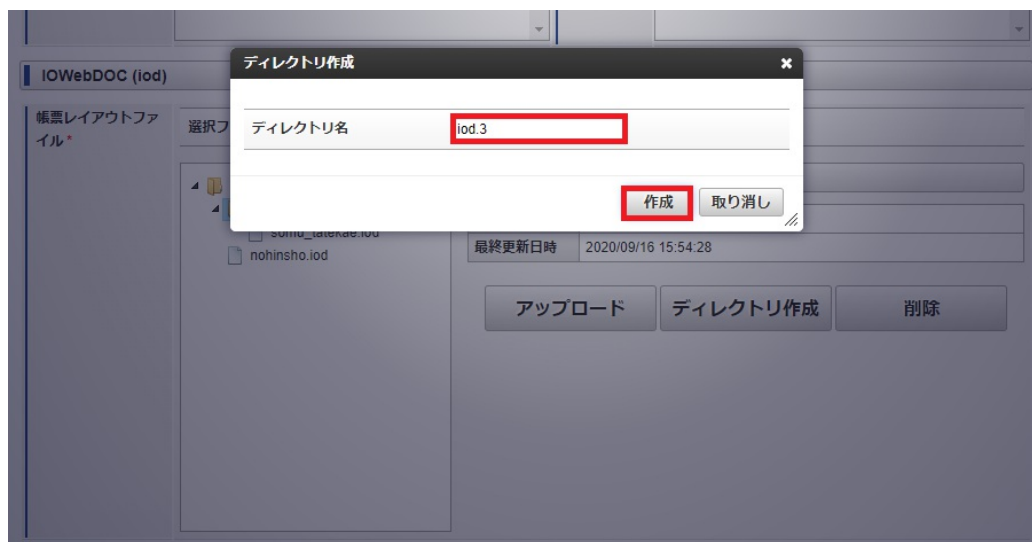 ディレクトリ作成
IOWebDOC (iod)
帳票レイアウトファ
イル*
選択フ
ディレクトリ名
iod.3
作成
取り消し
somu_tatekae.iod
nohinsho.iod
最終更新日時
2020/09/16 15:54:28
アップロード
ディレクトリ作成
削除